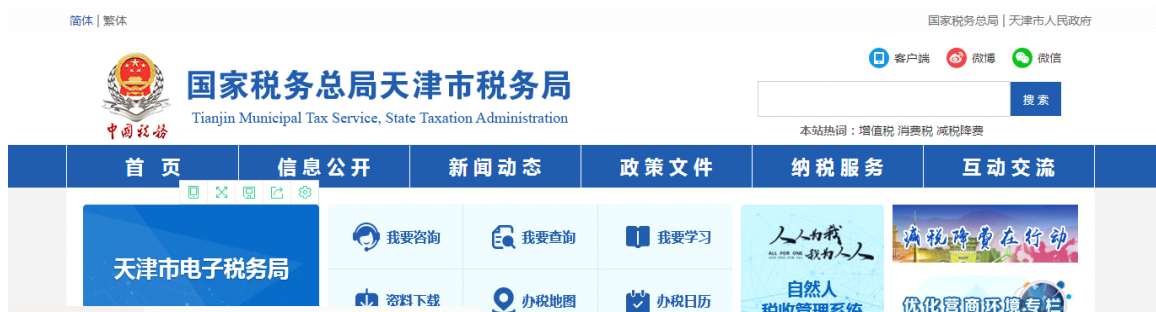 简体 | 繁体
国家税务总局 | 天津市人民政府
客户端 微博 微信
中国税务
国家税务总局天津市税务局
Tianjin Municipal Tax Service, State Taxation Administration
搜 索
本站热词：增值税 消费税 减税降费
首 页 信息公开 新闻动态 政策文件 纳税服务 互动交流
天津市电子税务局
我要咨询 我要查询 我要学习
资料下载 办税地图 办税日历
人人为我
ALL FOR ONE
我为人人
自然人
税收管理系统
减税降费在行动
优化营商环境专栏